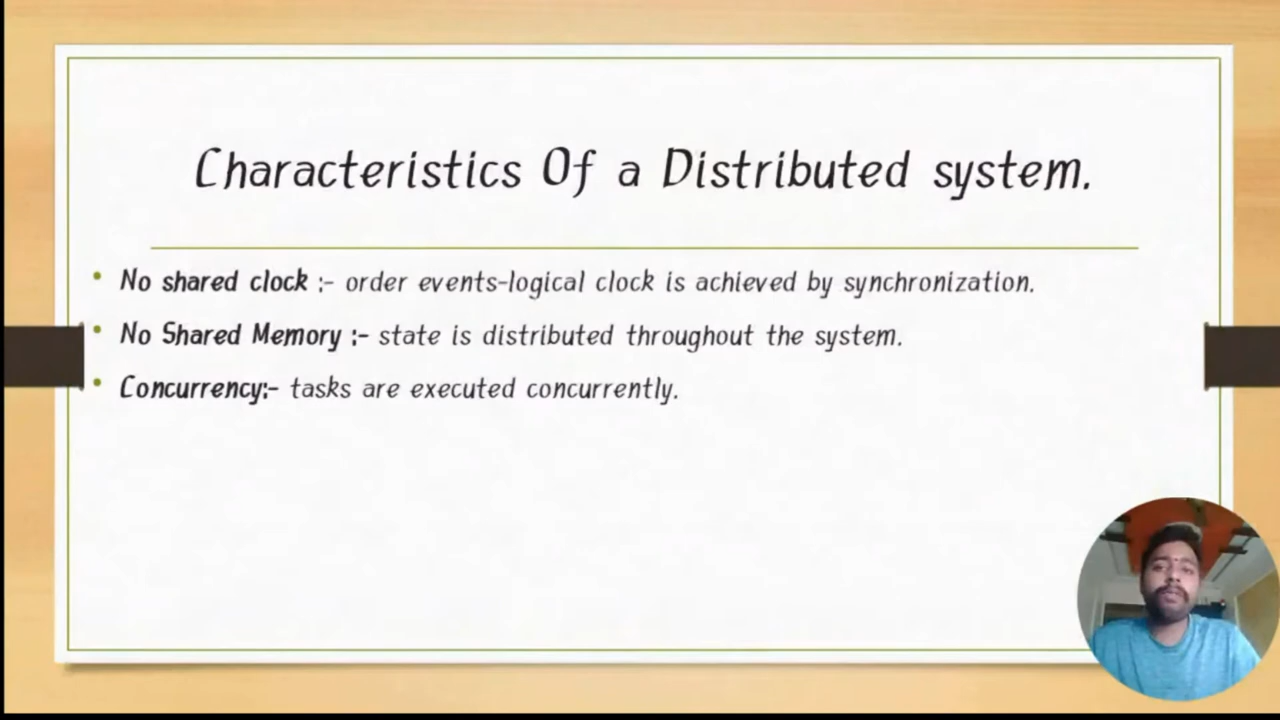 Characteristics Of a Distributed system.
• No shared clock :- order events-logical clock is achieved by synchronization.
• No Shared Memory :- state is distributed throughout the system.
• Concurrency:- tasks are executed concurrently.